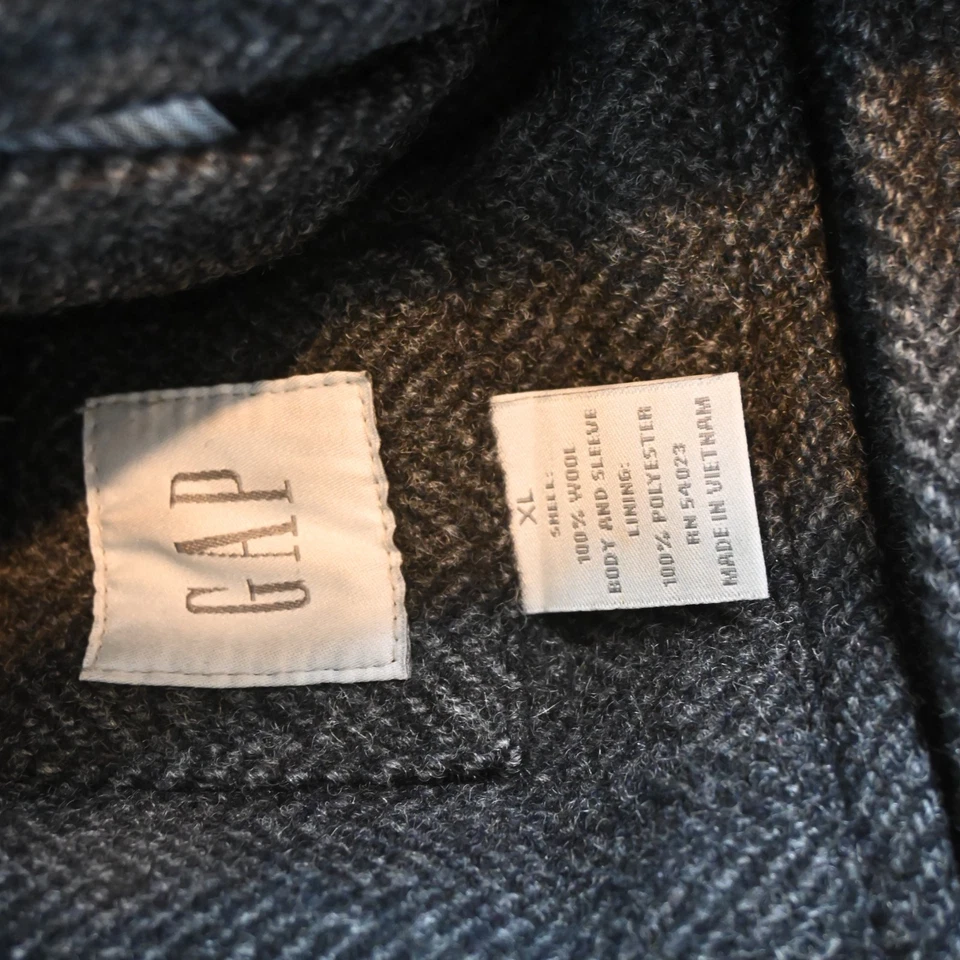 GAP
XL
SHELL:
100% WOOL
BODY AND SLEEVE
LINING:
100% POLYESTER
RN 54023
MADE IN VIETNAM